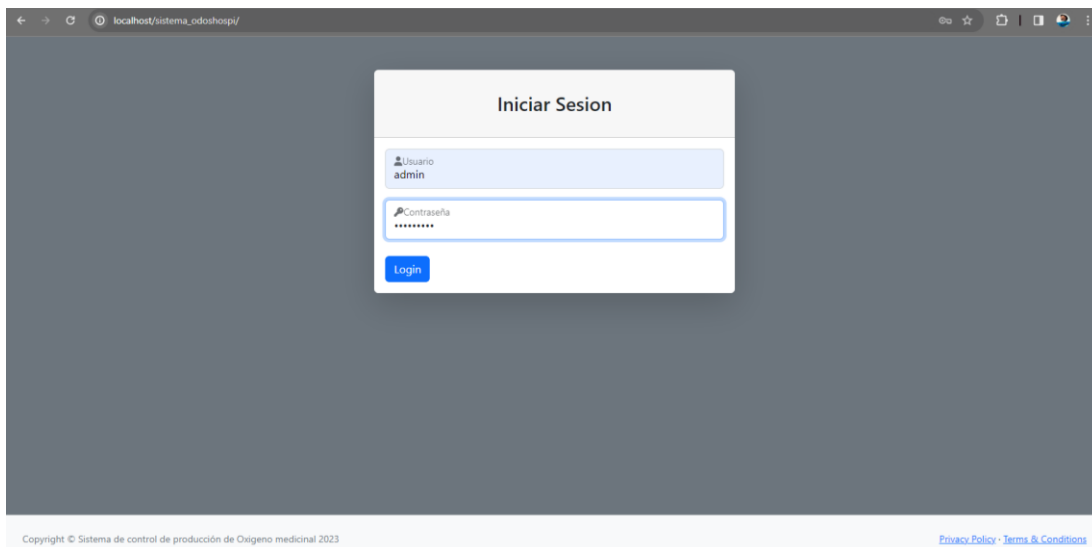 localhost/sistema_odoshospi/
Iniciar Sesion
Usuario
admin
Contraseña
•••••••••
Login
Copyright © Sistema de control de producción de Oxigeno medicinal 2023
Privacy Policy · Terms & Conditions